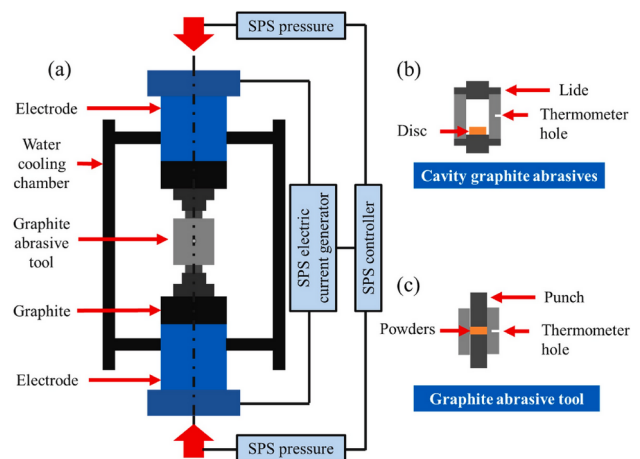 SPS pressure
(a)
Electrode
Water
cooling
chamber
Graphite
abrasive
tool
Graphite
Electrode
SPS electric
current generator
SPS controller
SPS pressure
(b)
Lide
Thermometer
hole
Disc
Cavity graphite abrasives
(c)
Punch
Powders
Thermometer
hole
Graphite abrasive tool